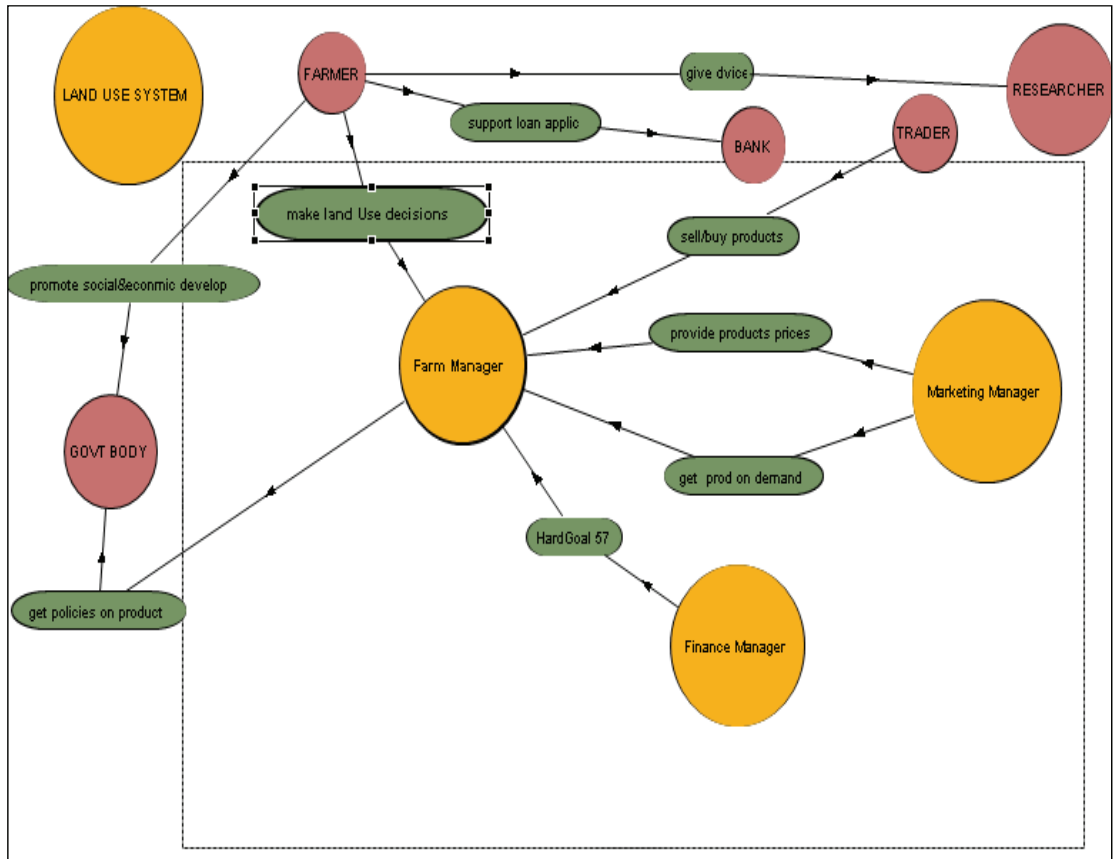 FARMER
give dvice
LAND USE SYSTEM
RESEARCHER
support loan applic
BANK
TRADER
make land Use decisions
sell/buy products
promote social&econmic develop
provide products prices
Farm Manager
Marketing Manager
GOVT BODY
get prod on demand
HardGoal 57
get policies on product
Finance Manager